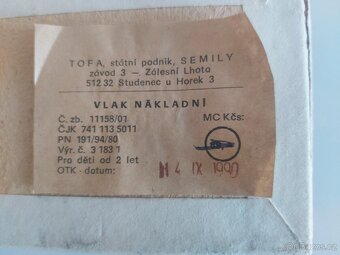 TOFA, státní podnik, SEMILY
závod 3 — Zálesní Lhota
512 32 Studenec u Horek 3
VLAK NÁKLADNÍ
Č. zb. 11158/01 MC Kčs:
ČJK 741 113 5011
PN 191/94/80
Výr. č. 3 183 1
Pro děti od 2 let
OTK - datum: 4 IX 1990